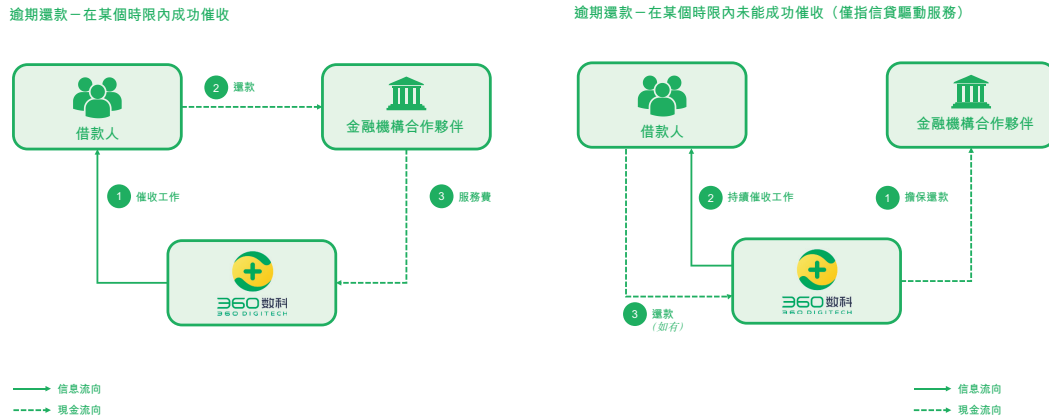 逾期還款－在某個時限內成功催收
2 還款
借款人
金融機構合作夥伴
1 催收工作
3 服務費
360数科
360 DIGITECH
信息流向
現金流向
逾期還款－在某個時限內未能成功催收（僅指信貸驅動服務）
借款人
金融機構合作夥伴
2 持續催收工作
1 擔保還款
360数科
360 DIGITECH
3 還款
(如有)
信息流向
現金流向